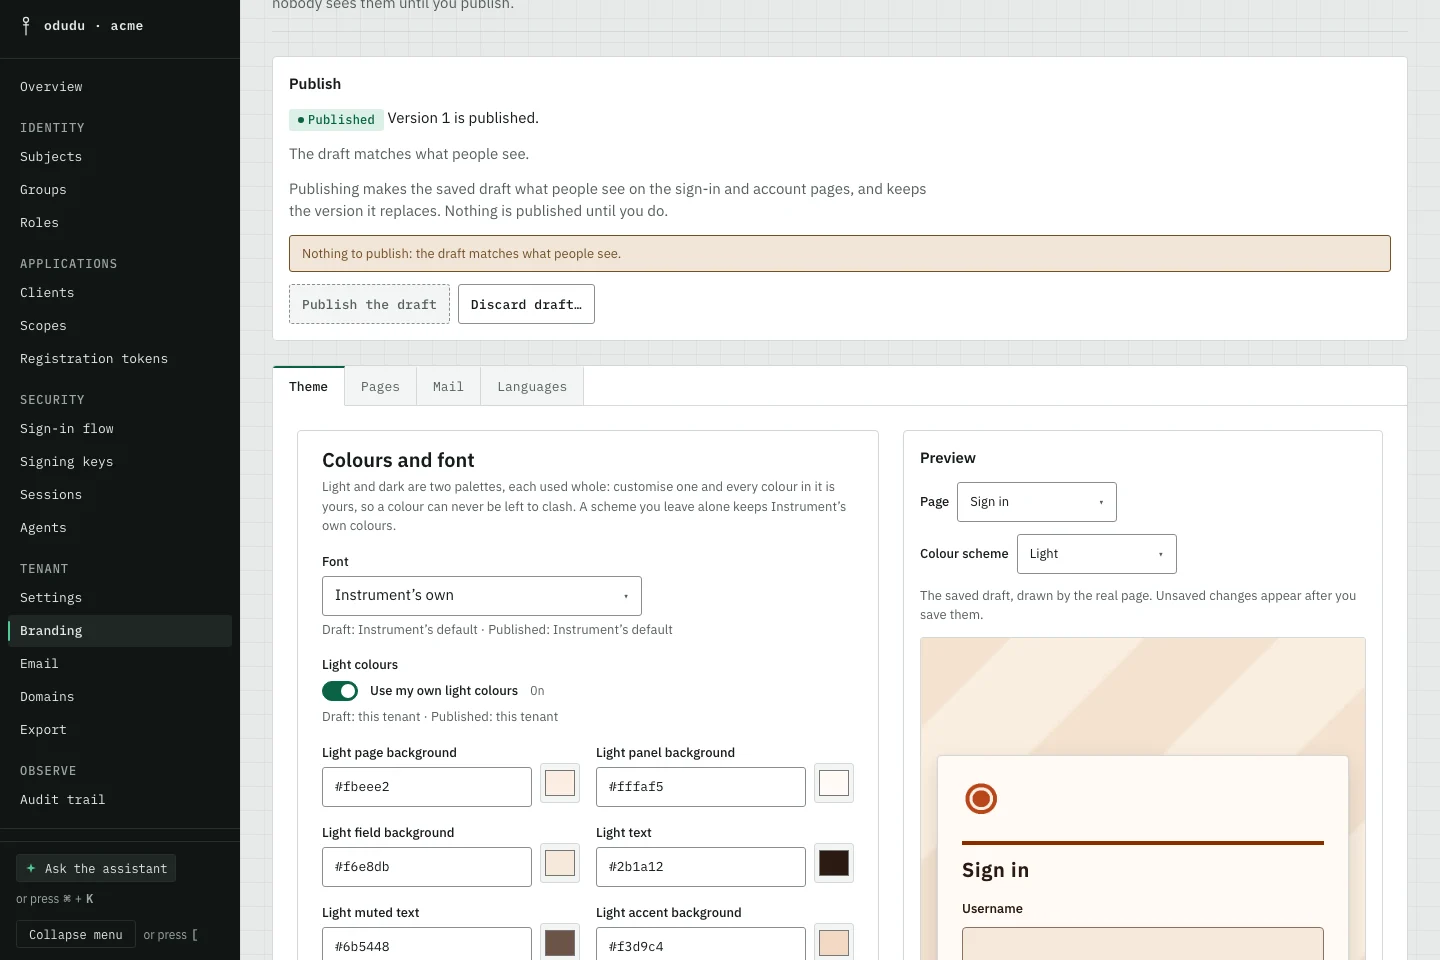 nobody sees them until you publish.
odudu · acme
Overview
IDENTITY
Subjects
Groups
Roles
APPLICATIONS
Clients
Scopes
Registration tokens
SECURITY
Sign-in flow
Signing keys
Sessions
Agents
TENANT
Settings
Branding
Email
Domains
Export
OBSERVE
Audit trail
Ask the assistant
or press ⌘ + K
Collapse menu or press [
Publish
Published Version 1 is published.
The draft matches what people see.
Publishing makes the saved draft what people see on the sign-in and account pages, and keeps
the version it replaces. Nothing is published until you do.
Nothing to publish: the draft matches what people see.
Publish the draft Discard draft…
Theme Pages Mail Languages
Colours and font
Light and dark are two palettes, each used whole: customise one and every colour in it is
yours, so a colour can never be left to clash. A scheme you leave alone keeps Instrument’s
own colours.
Font
Instrument’s own
Draft: Instrument’s default · Published: Instrument’s default
Light colours
Use my own light colours On
Draft: this tenant · Published: this tenant
Light page background Light panel background
#fbeee2 #fffaf5
Light field background Light text
#f6e8db #2b1a12
Light muted text Light accent background
#6b5448 #f3d9c4
Preview
Page Sign in
Colour scheme Light
The saved draft, drawn by the real page. Unsaved changes appear after you
save them.
Sign in
Username